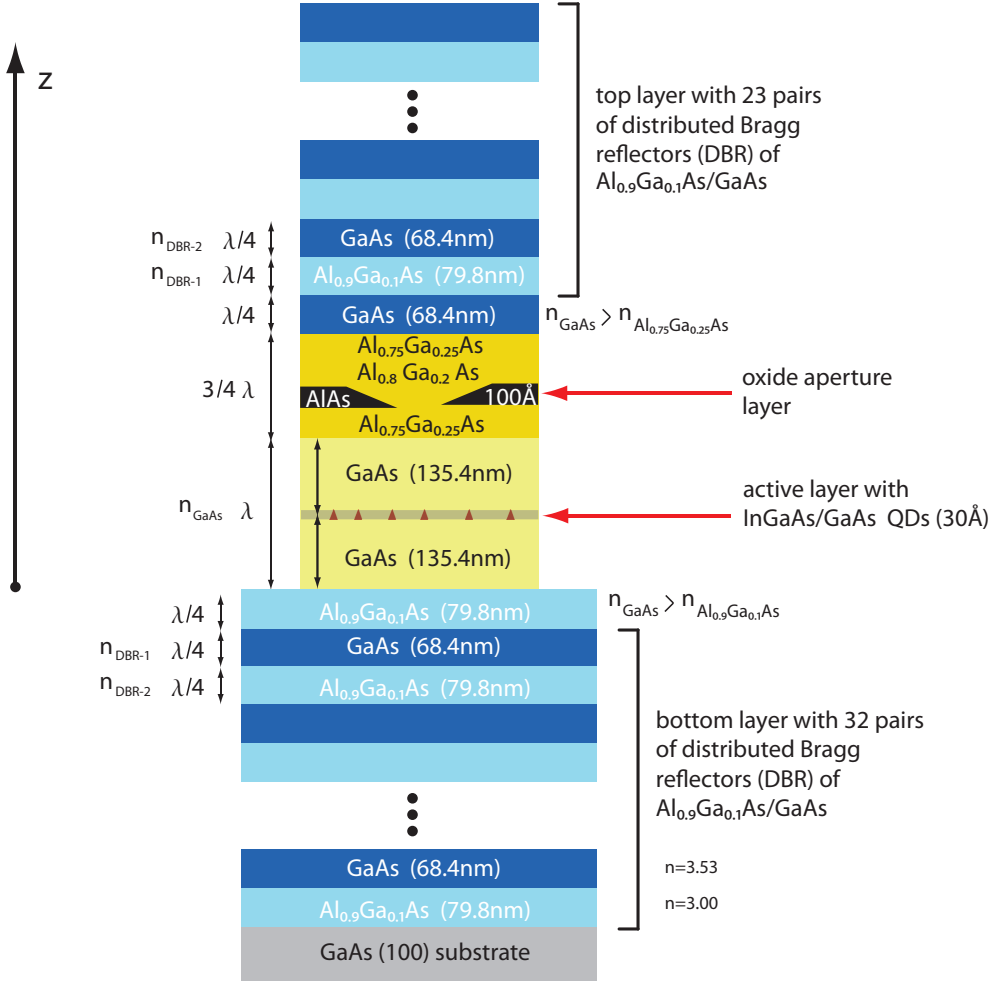 z
top layer with 23 pairs
of distributed Bragg
reflectors (DBR) of
Al0.9Ga0.1As/GaAs
nDBR-2 λ/4
GaAs (68.4nm)
nDBR-1 λ/4
Al0.9Ga0.1As (79.8nm)
λ/4
GaAs (68.4nm)
nGaAs > nAl0.75Ga0.25As
3/4 λ
Al0.75Ga0.25As
Al0.8 Ga0.2 As
AlAs
100Å
Al0.75Ga0.25As
oxide aperture
layer
nGaAs λ
GaAs (135.4nm)
active layer with
InGaAs/GaAs QDs (30Å)
GaAs (135.4nm)
λ/4
Al0.9Ga0.1As (79.8nm)
nGaAs > nAl0.9Ga0.1As
nDBR-1 λ/4
GaAs (68.4nm)
nDBR-2 λ/4
Al0.9Ga0.1As (79.8nm)
bottom layer with 32 pairs
of distributed Bragg
reflectors (DBR) of
Al0.9Ga0.1As/GaAs
GaAs (68.4nm)
n=3.53
Al0.9Ga0.1As (79.8nm)
n=3.00
GaAs (100) substrate